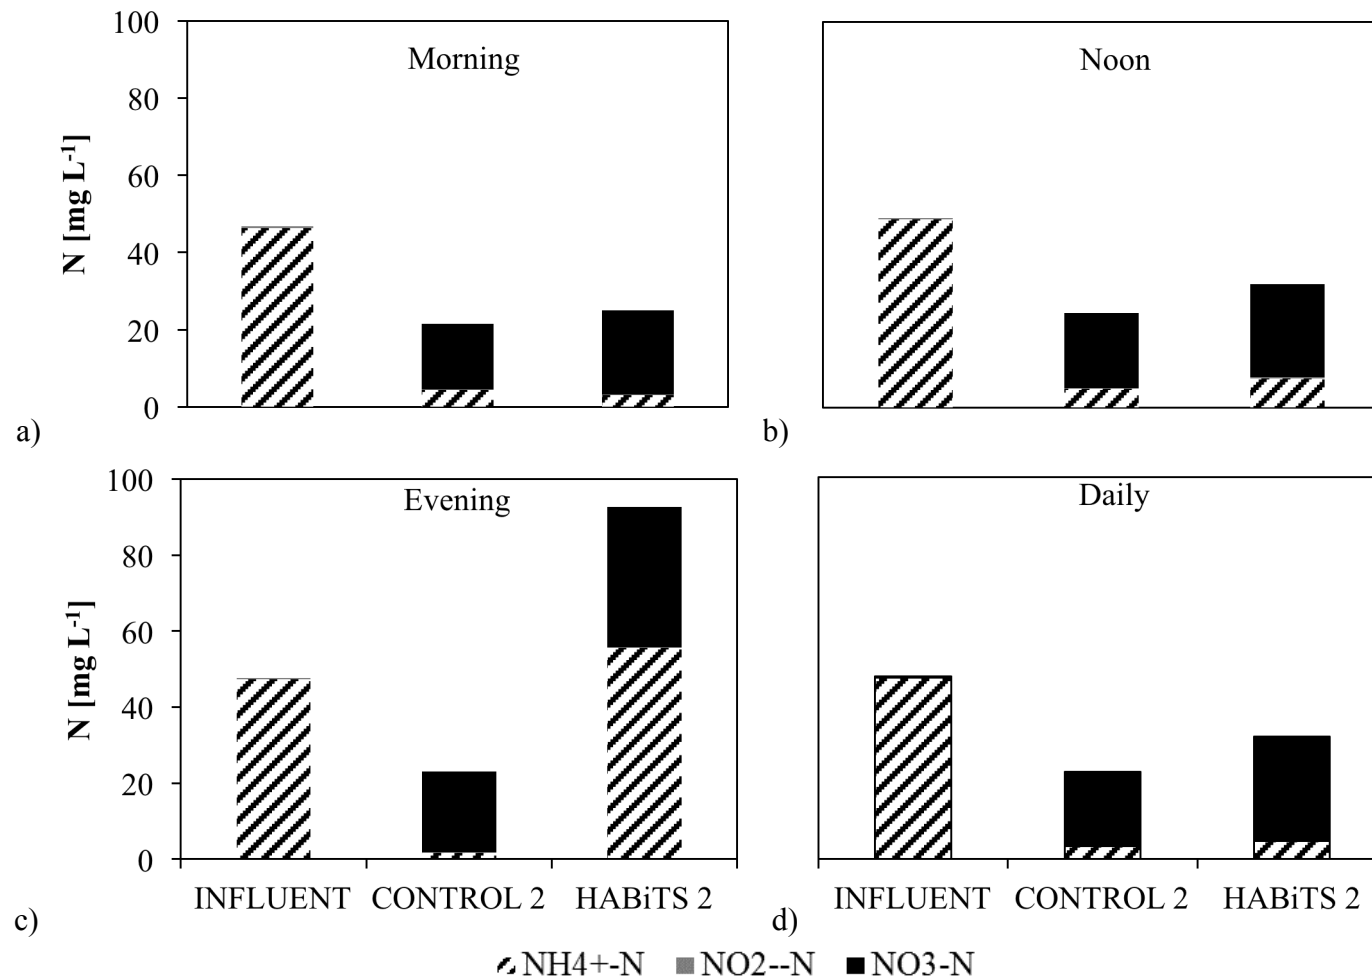 100
80
60
40
20
0
N [mg L-1]
Morning
a)
Noon
b)
100
80
60
40
20
0
N [mg L-1]
Evening
INFLUENT CONTROL 2 HABiTS 2
c)
Daily
INFLUENT CONTROL 2 HABiTS 2
d)
NH4+-N NO2--N NO3-N